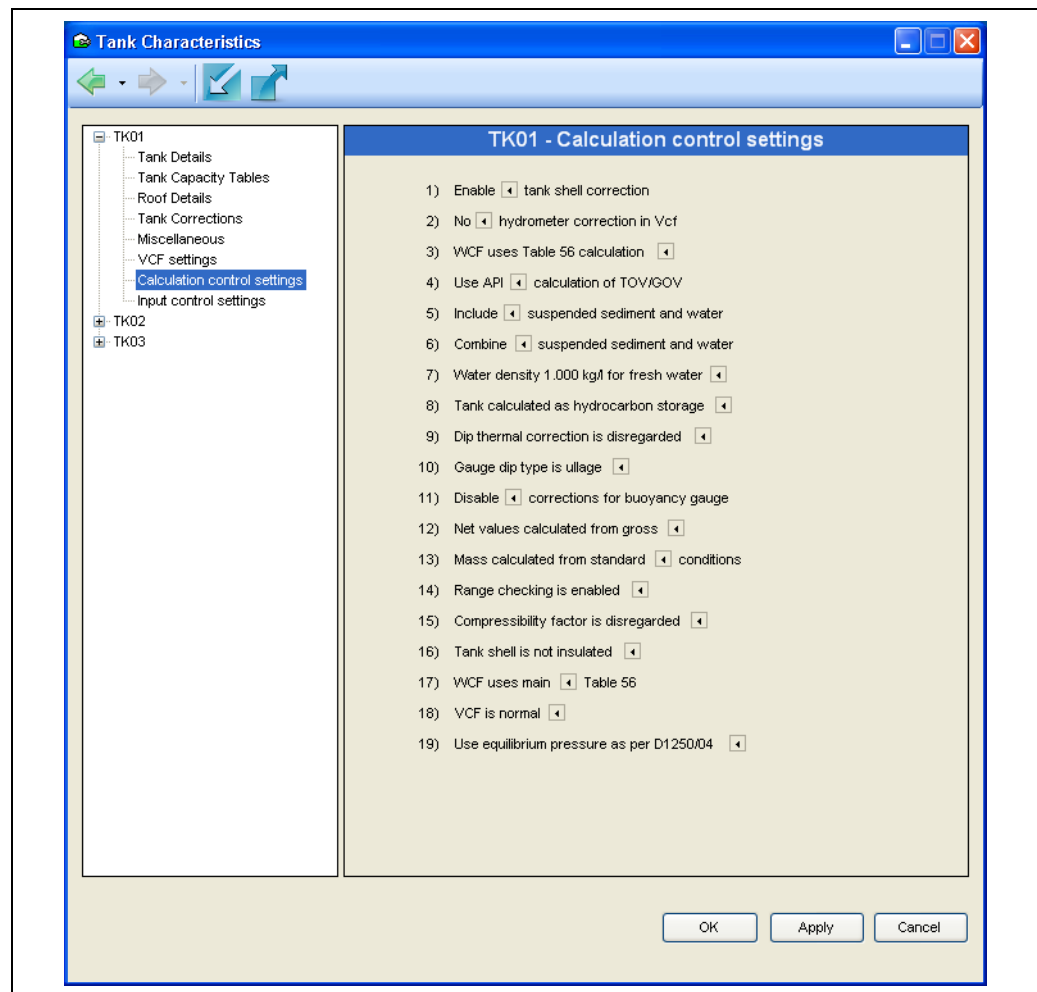 Tank Characteristics
TK01
Tank Details
Tank Capacity Tables
Roof Details
Tank Corrections
Miscellaneous
VCF settings
Calculation control settings
Input control settings
TK02
TK03
TK01 - Calculation control settings
1) Enable tank shell correction
2) No hydrometer correction in Vcf
3) WCF uses Table 56 calculation
4) Use API calculation of TOV/GOV
5) Include suspended sediment and water
6) Combine suspended sediment and water
7) Water density 1.000 kg/l for fresh water
8) Tank calculated as hydrocarbon storage
9) Dip thermal correction is disregarded
10) Gauge dip type is ullage
11) Disable corrections for buoyancy gauge
12) Net values calculated from gross
13) Mass calculated from standard conditions
14) Range checking is enabled
15) Compressibility factor is disregarded
16) Tank shell is not insulated
17) WCF uses main Table 56
18) VCF is normal
19) Use equilibrium pressure as per D1250/04
OK Apply Cancel